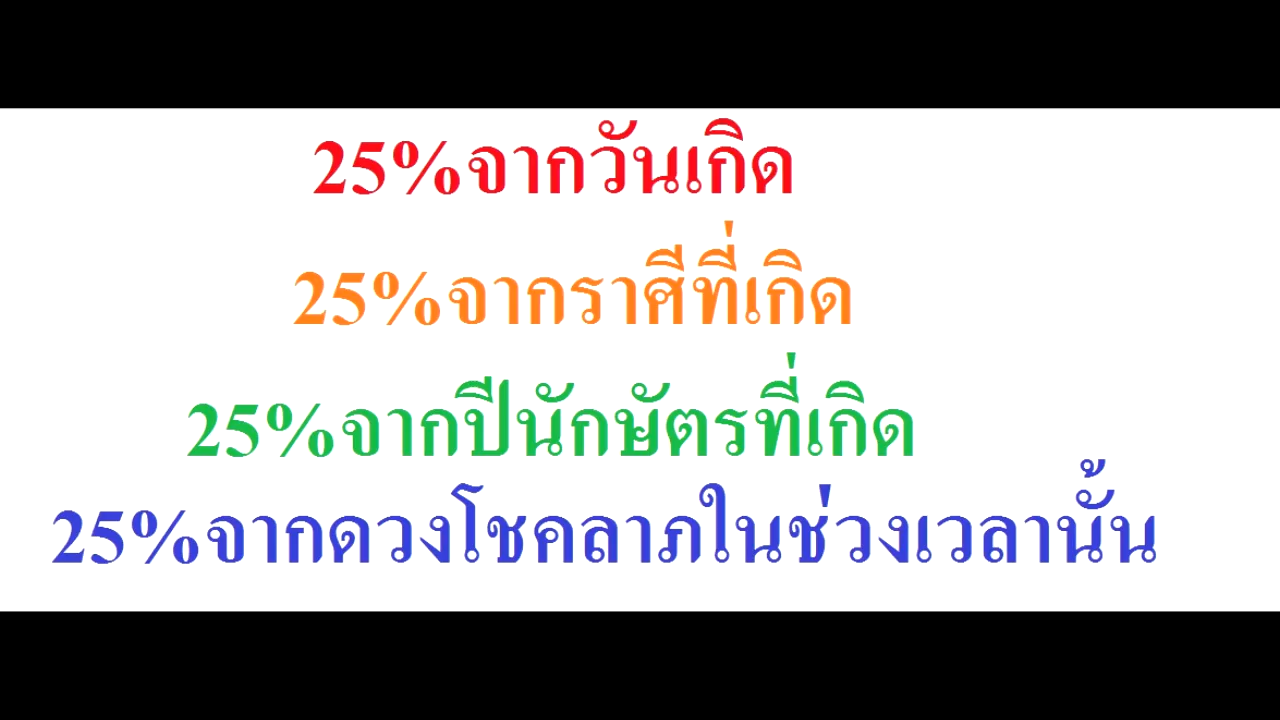 25%จากวันเกิด
25%จากราศีที่เกิด
25%จากปีนักษัตรที่เกิด
25%จากดวงโชคลาภในช่วงเวลานั้น